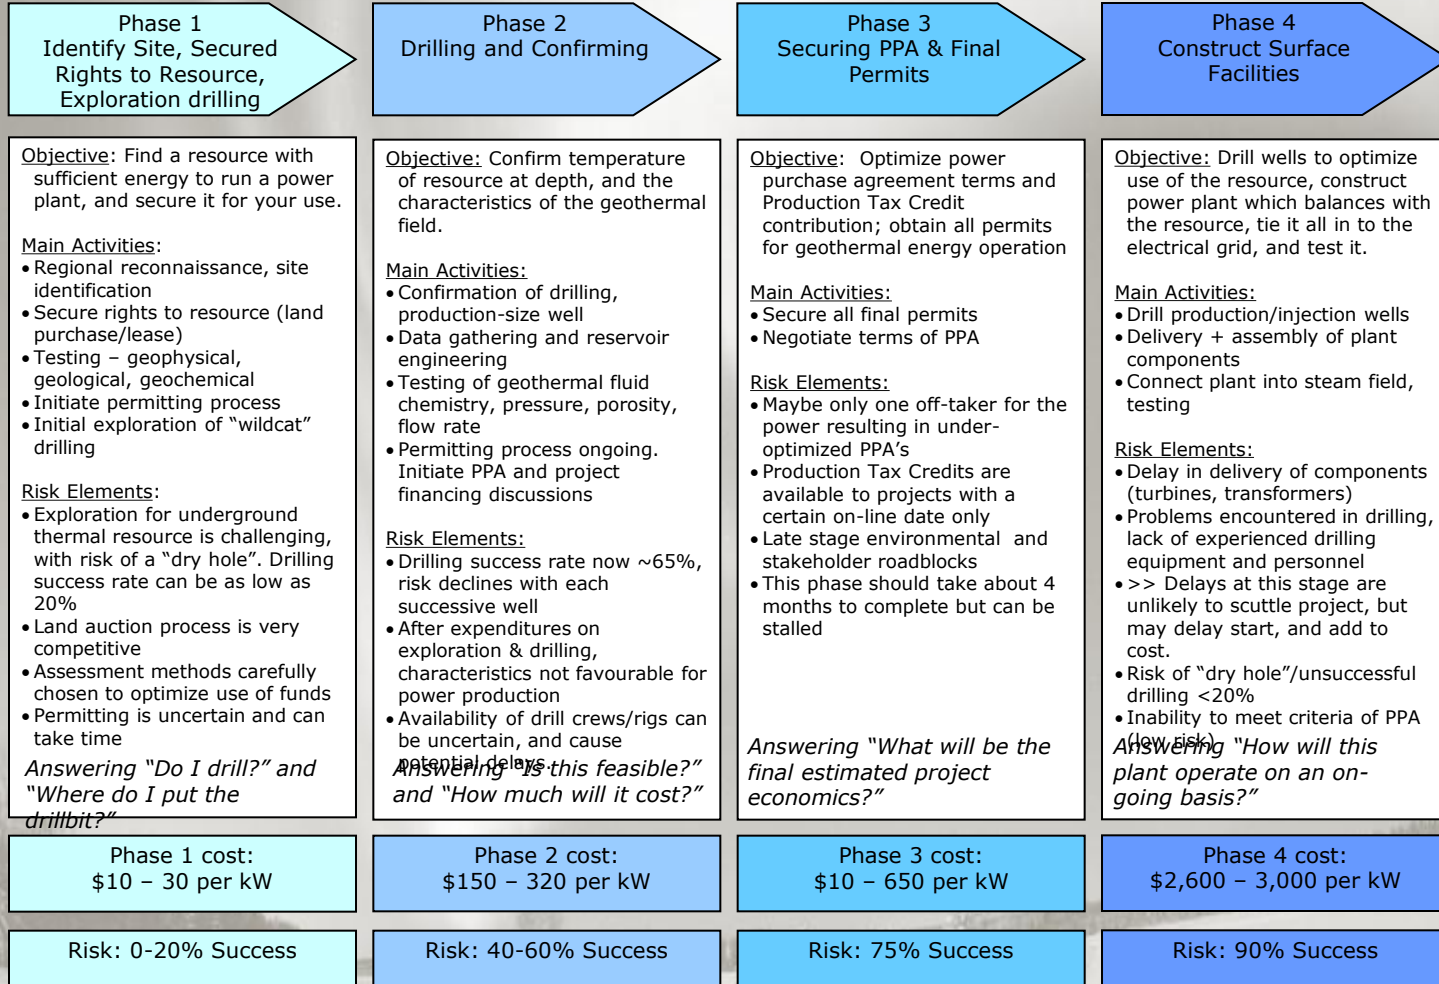 Phase 1
Identify Site, Secured
Rights to Resource,
Exploration drilling
Phase 2
Drilling and Confirming
Phase 3
Securing PPA & Final
Permits
Phase 4
Construct Surface
Facilities
Objective: Find a resource with
sufficient energy to run a power
plant, and secure it for your use.
Main Activities:
• Regional reconnaissance, site
identification
• Secure rights to resource (land
purchase/lease)
• Testing – geophysical,
geological, geochemical
• Initiate permitting process
• Initial exploration of “wildcat”
drilling
Risk Elements:
• Exploration for underground
thermal resource is challenging,
with risk of a “dry hole”. Drilling
success rate can be as low as
20%
• Land auction process is very
competitive
• Assessment methods carefully
chosen to optimize use of funds
• Permitting is uncertain and can
take time
Answering “Do I drill?” and
“Where do I put the
drillbit?”
Objective: Confirm temperature
of resource at depth, and the
characteristics of the geothermal
field.
Main Activities:
• Confirmation of drilling,
production-size well
• Data gathering and reservoir
engineering
• Testing of geothermal fluid
chemistry, pressure, porosity,
flow rate
• Permitting process ongoing.
Initiate PPA and project
financing discussions
Risk Elements:
• Drilling success rate now ~65%,
risk declines with each
successive well
• After expenditures on
exploration & drilling,
characteristics not favourable for
power production
• Availability of drill crews/rigs can
be uncertain, and cause
potential delays.
Answering “Is this feasible?”
and “How much will it cost?”
Objective: Optimize power
purchase agreement terms and
Production Tax Credit
contribution; obtain all permits
for geothermal energy operation
Main Activities:
• Secure all final permits
• Negotiate terms of PPA
Risk Elements:
• Maybe only one off-taker for the
power resulting in under-
optimized PPA’s
• Production Tax Credits are
available to projects with a
certain on-line date only
• Late stage environmental and
stakeholder roadblocks
• This phase should take about 4
months to complete but can be
stalled
Answering “What will be the
final estimated project
economics?”
Objective: Drill wells to optimize
use of the resource, construct
power plant which balances with
the resource, tie it all in to the
electrical grid, and test it.
Main Activities:
• Drill production/injection wells
• Delivery + assembly of plant
components
• Connect plant into steam field,
testing
Risk Elements:
• Delay in delivery of components
(turbines, transformers)
• Problems encountered in drilling,
lack of experienced drilling
equipment and personnel
• >> Delays at this stage are
unlikely to scuttle project, but
may delay start, and add to
cost.
• Risk of “dry hole”/unsuccessful
drilling <20%
• Inability to meet criteria of PPA
(low risk)
Answering “How will this
plant operate on an on-
going basis?”
Phase 1 cost:
$10 – 30 per kW
Phase 2 cost:
$150 – 320 per kW
Phase 3 cost:
$10 – 650 per kW
Phase 4 cost:
$2,600 – 3,000 per kW
Risk: 0-20% Success
Risk: 40-60% Success
Risk: 75% Success
Risk: 90% Success